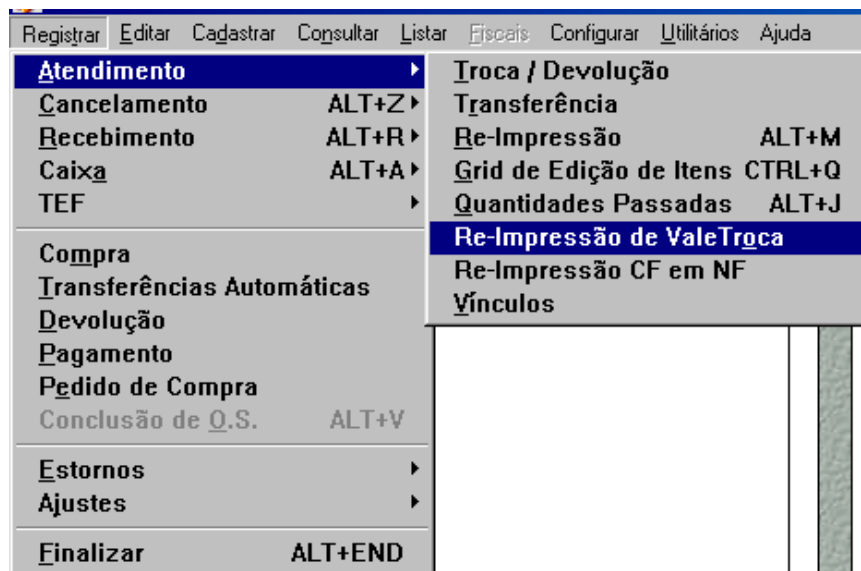 Registrar Editar Cadastrar Consultar Listar Fiscais Configurar Utilitários Ajuda
Atendimento
Cancelamento ALT+Z
Recebimento ALT+R
Caixa ALT+A
TEF
Compra
Transferências Automáticas
Devolução
Pagamento
Pedido de Compra
Conclusão de O.S. ALT+V
Estornos
Ajustes
Finalizar ALT+END
Troca / Devolução
Transferência
Re-Impressão ALT+M
Grid de Edição de Itens CTRL+Q
Quantidades Passadas ALT+J
Re-Impressão de ValeTroca
Re-Impressão CF em NF
Vínculos